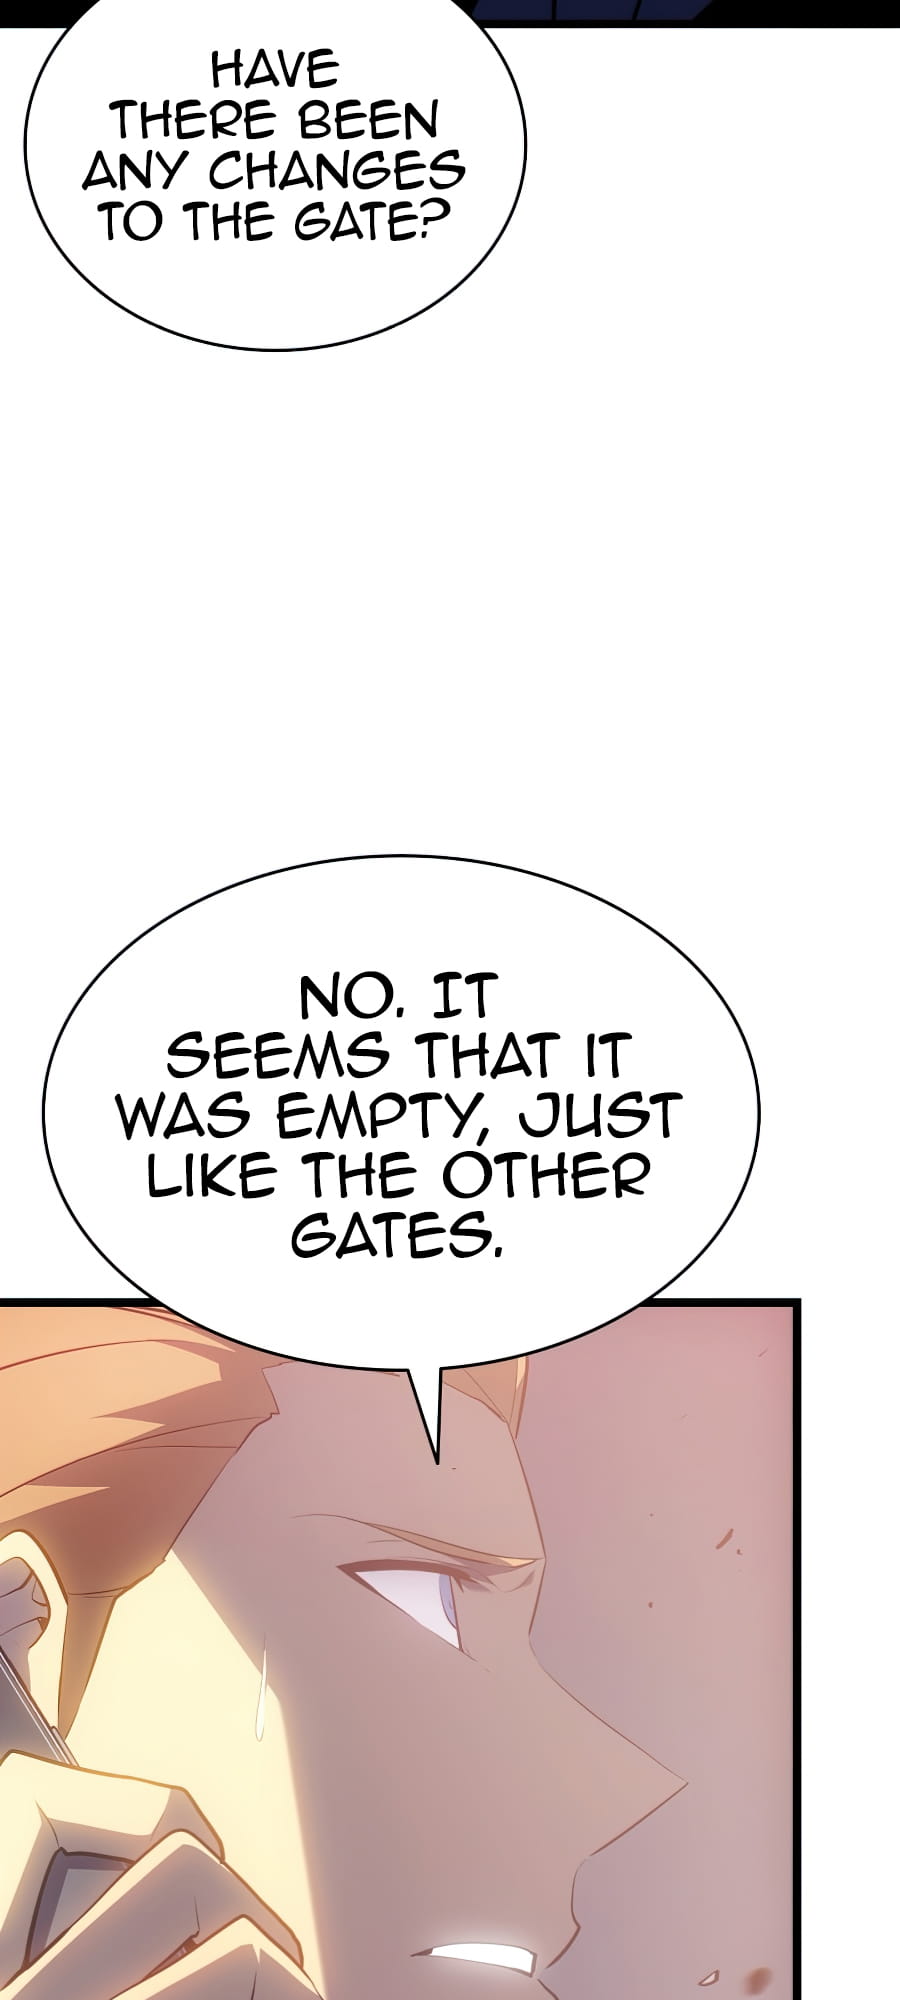 HAVE
THERE BEEN
ANY CHANGES
TO THE GATE?
NO. IT
SEEMS THAT IT
WAS EMPTY, JUST
LIKE THE OTHER
GATES.